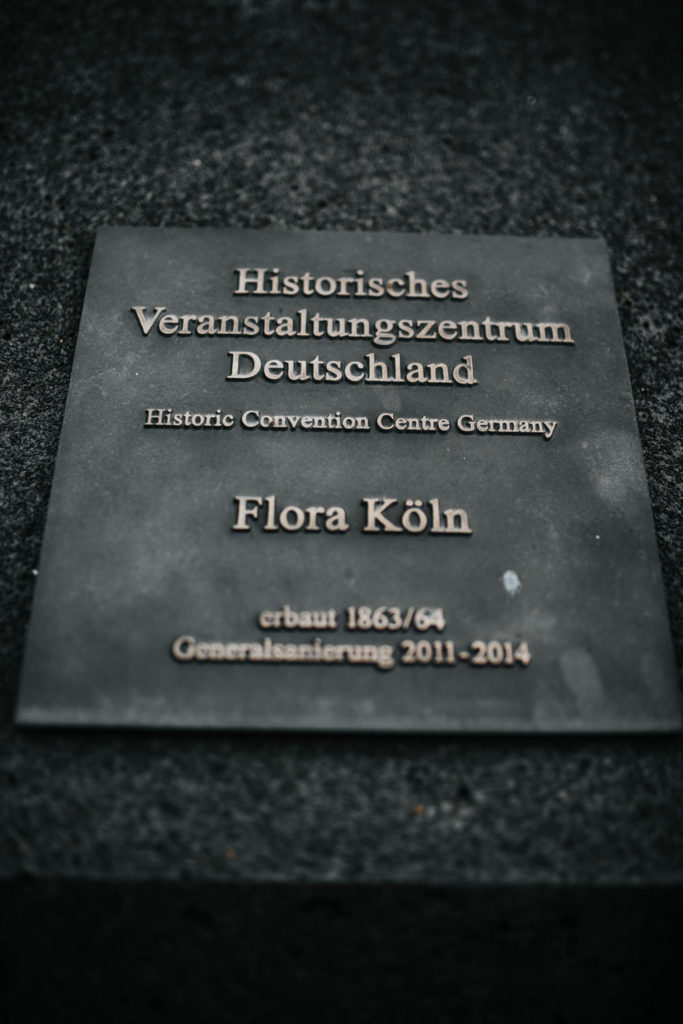 Historisches
Veranstaltungszentrum
Deutschland
Historic Convention Centre Germany
Flora Köln
erbaut 1863/64
Generalsanierung 2011-2014